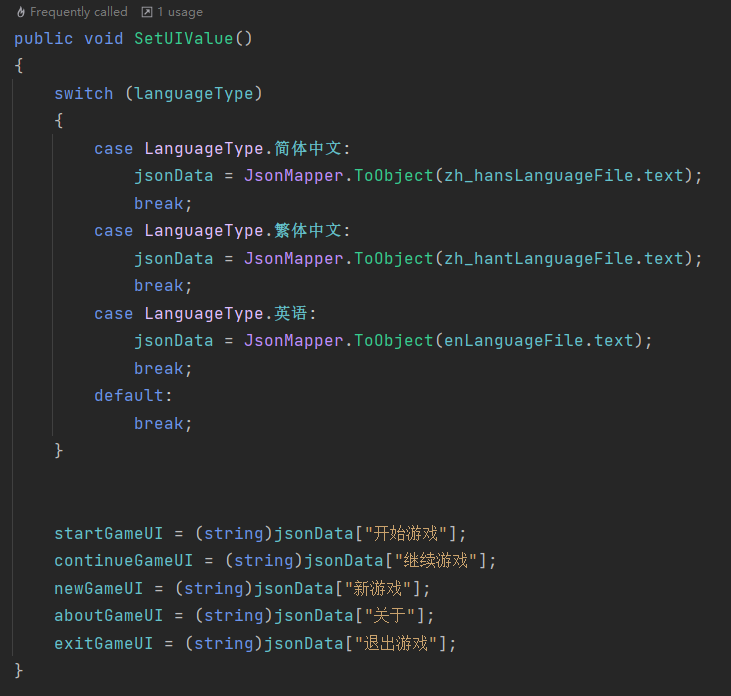 Frequently called 1 usage
public void SetUIValue()
{
switch (languageType)
{
case LanguageType.简体中文:
jsonData = JsonMapper.ToObject(zh_hansLanguageFile.text);
break;
case LanguageType.繁体中文:
jsonData = JsonMapper.ToObject(zh_hantLanguageFile.text);
break;
case LanguageType.英语:
jsonData = JsonMapper.ToObject(enLanguageFile.text);
break;
default:
break;
}
startGameUI = (string)jsonData["开始游戏"];
continueGameUI = (string)jsonData["继续游戏"];
newGameUI = (string)jsonData["新游戏"];
aboutGameUI = (string)jsonData["关于"];
exitGameUI = (string)jsonData["退出游戏"];
}